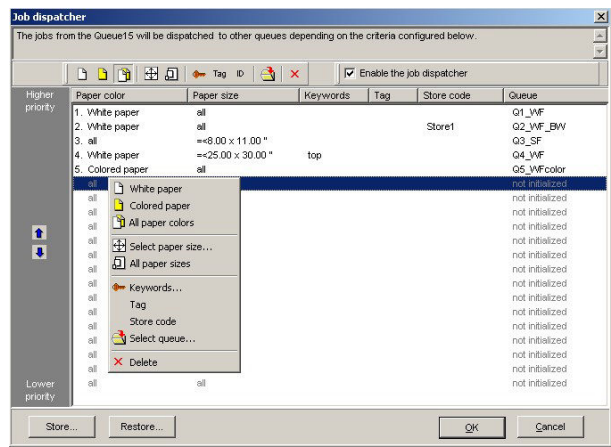 Job dispatcher
The jobs from the Queue15 will be dispatched to other queues depending on the criteria configured below.
Tag ID Enable the job dispatcher
Higher priority
Paper color Paper size Keywords Tag Store code Queue
1. White paper all Q1_WF
2. White paper all Store1 Q2_WF_BW
3. all =<8.00 x 11.00 " Q3_SF
4. White paper =<25.00 x 30.00 " top Q4_WF
5. Colored paper all Q5_WFcolor
all not initialized
all not initialized
all not initialized
all not initialized
all not initialized
all not initialized
all not initialized
all not initialized
all not initialized
all not initialized
all not initialized
all not initialized
all not initialized
all not initialized
all all not initialized
White paper
Colored paper
All paper colors
Select paper size...
All paper sizes
Keywords...
Tag
Store code
Select queue...
Delete
Lower priority
Store... Restore... OK Cancel